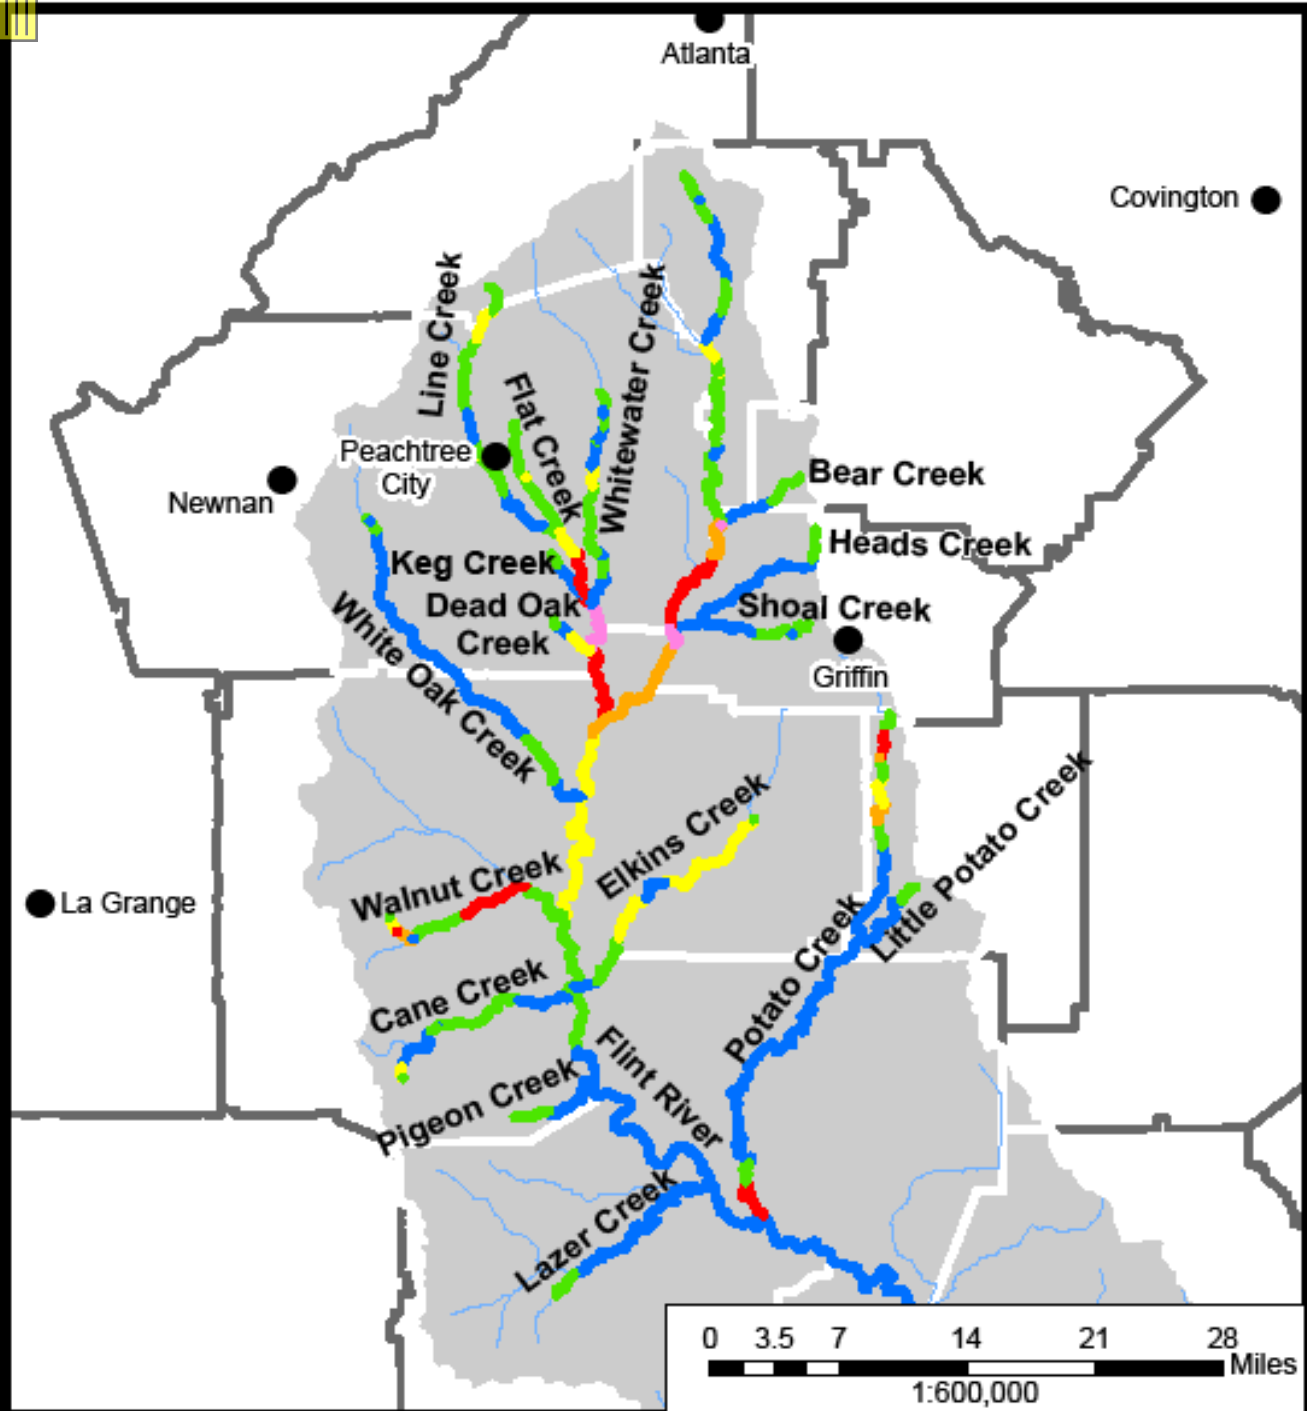 Atlanta
Covington
Line Creek
Flat Creek
Whitewater Creek
Peachtree
City
Newnan
Bear Creek
Keg Creek
Heads Creek
Dead Oak
Creek
Shoal Creek
White Oak Creek
Griffin
Elkins Creek
Little Potato Creek
Walnut Creek
La Grange
Potato Creek
Cane Creek
Flint River
Pigeon Creek
Lazer Creek
0 3.5 7 14 21 28
Miles
1:600,000